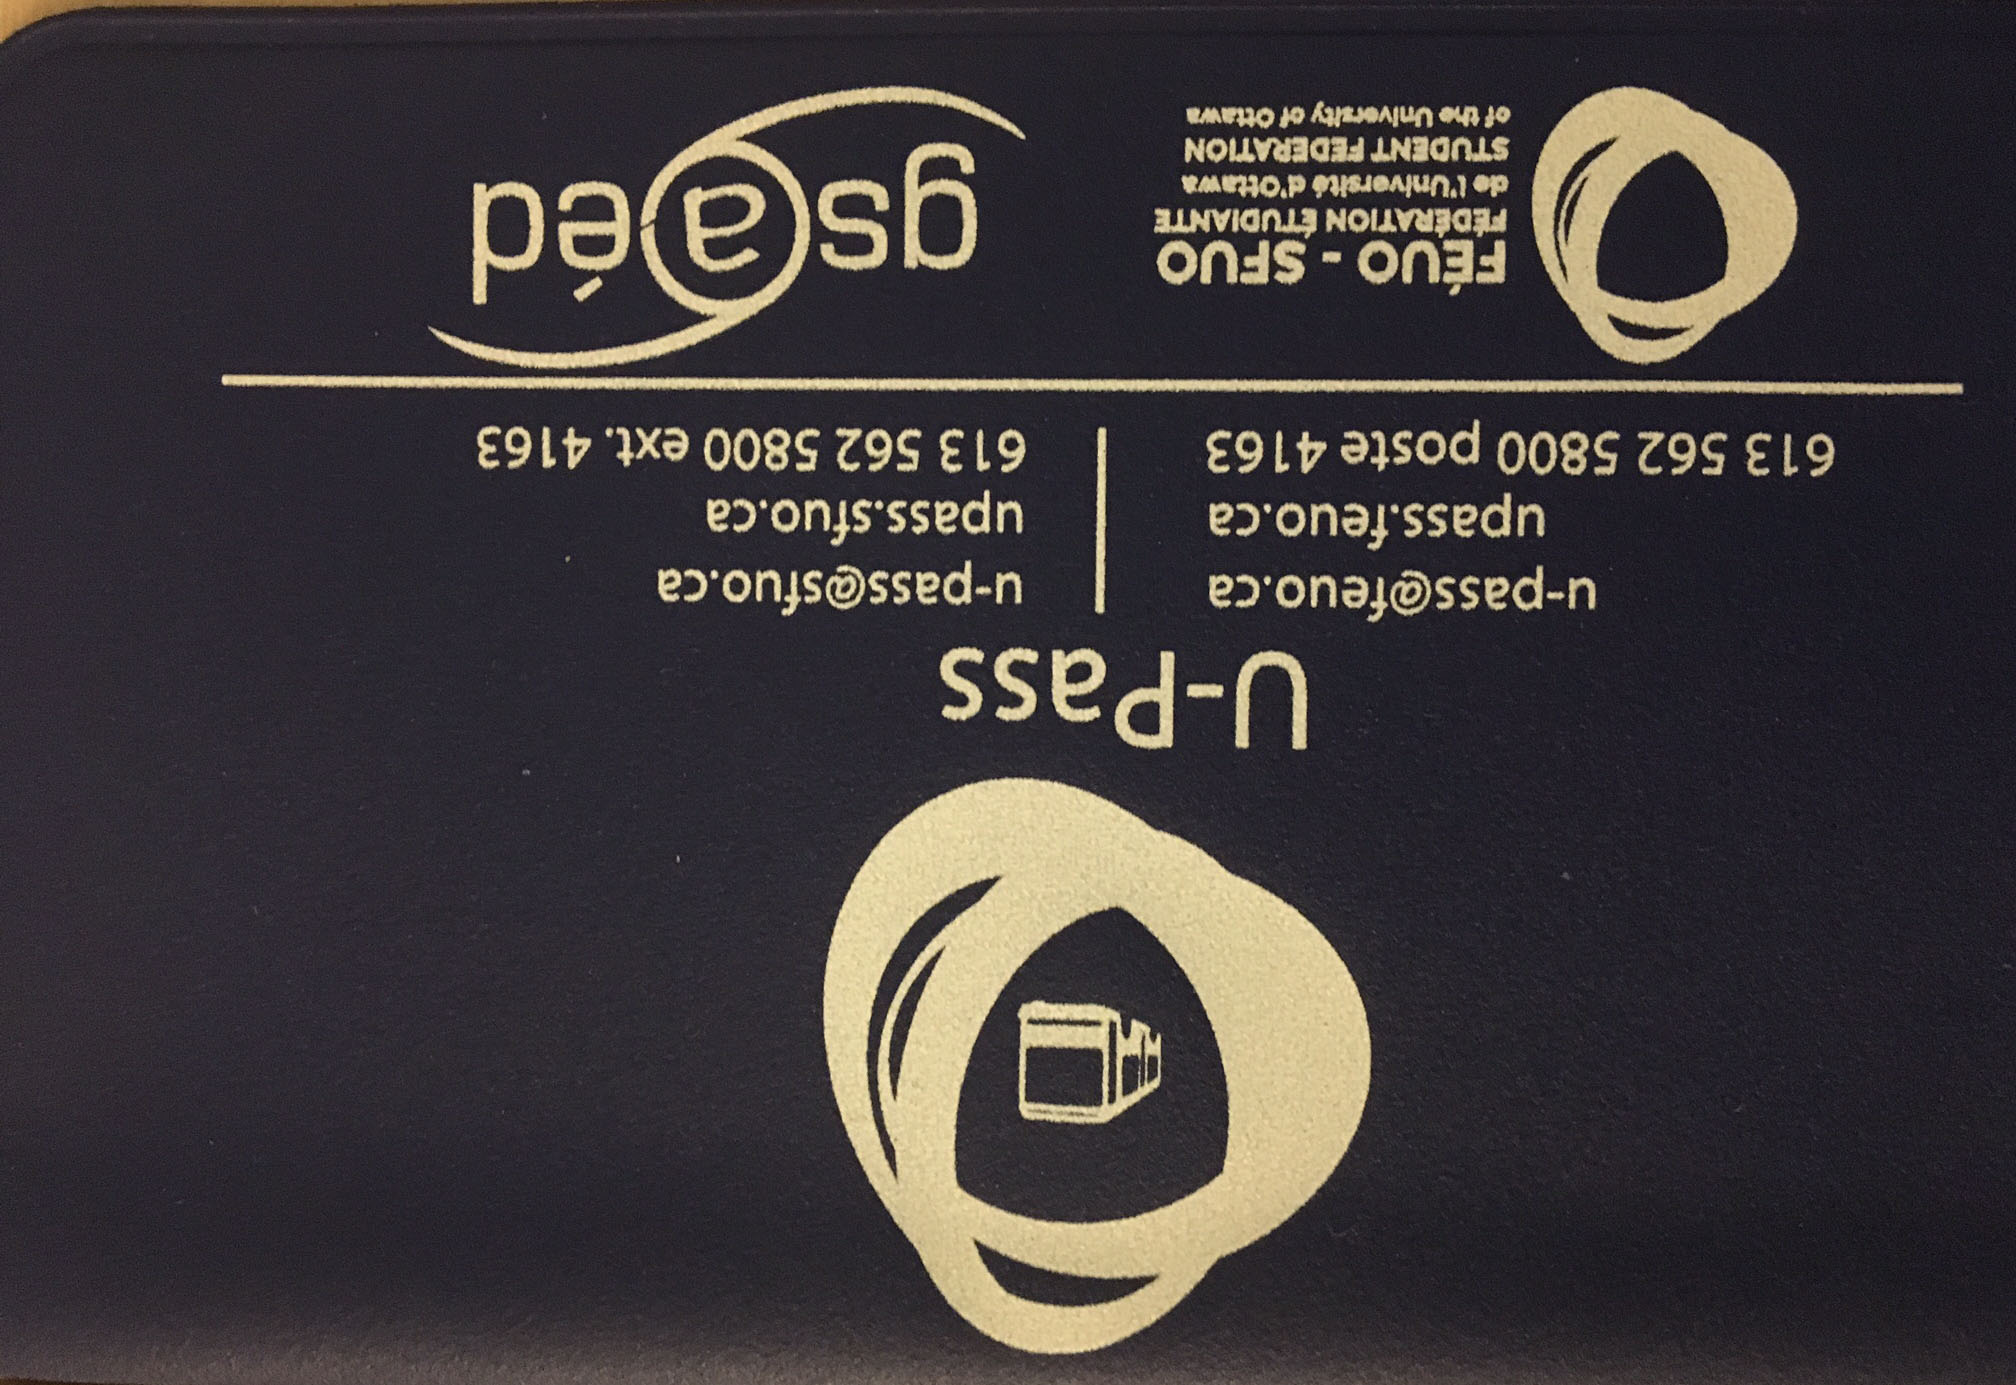 U-Pass
u-pass@feuo.ca
upass.feuo.ca
613 562 5800 poste 4163
u-pass@sfuo.ca
upass.sfuo.ca
613 562 5800 ext. 4163
FÉUO - SFUO
FÉDÉRATION ÉTUDIANTE
de l'Université d'Ottawa
STUDENT FEDERATION
of the University of Ottawa
gsaéd